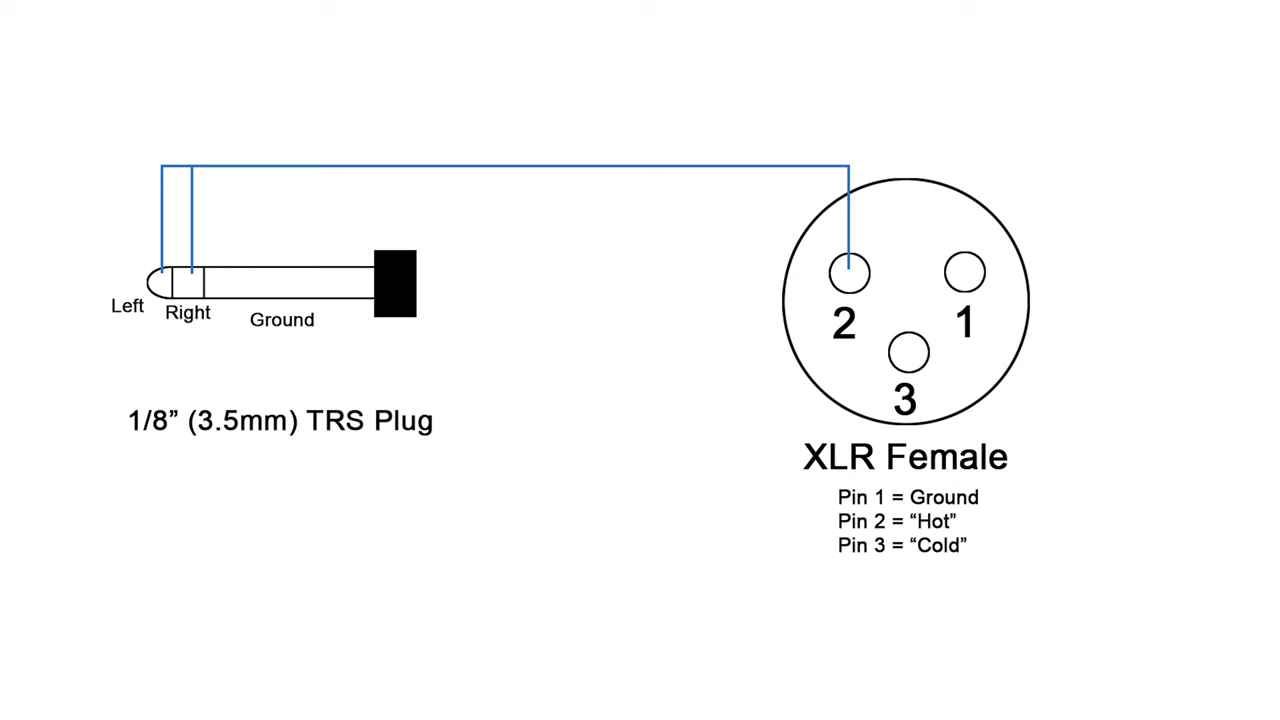 Left
Right
Ground
1/8” (3.5mm) TRS Plug
2
1
3
XLR Female
Pin 1 = Ground
Pin 2 = “Hot”
Pin 3 = “Cold”